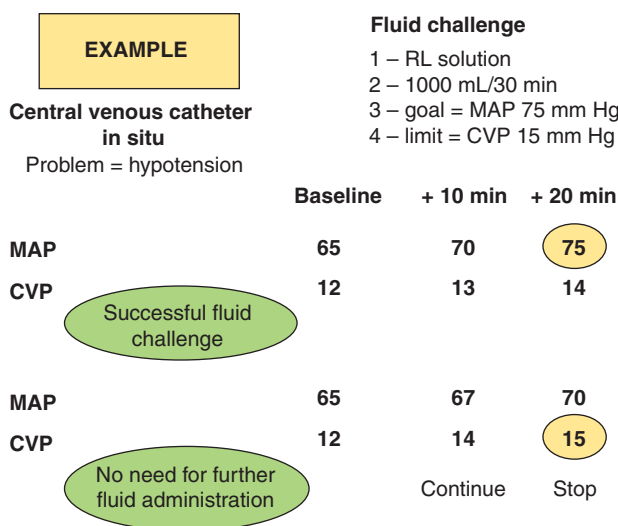 EXAMPLE
Central venous catheter
in situ
Problem = hypotension
Fluid challenge
1 – RL solution
2 – 1000 mL/30 min
3 – goal = MAP 75 mm Hg
4 – limit = CVP 15 mm Hg
Baseline + 10 min + 20 min
MAP 65 70 75
CVP 12 13 14
Successful fluid
challenge
MAP 65 67 70
CVP 12 14 15
No need for further
fluid administration
Continue Stop